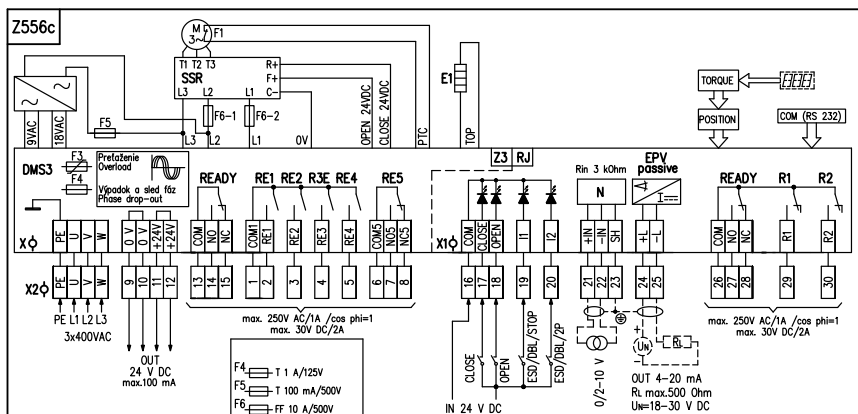 Z556c
M
3~
F1
T1 T2 T3
SSR
R+
F+
C−
L3 L2 L1
E1
TORQUE
POSITION
COM (RS 232)
9VAC
18VAC
F5
F6-1
F6-2
L3
L2
L1
0V
OPEN 24VDC
CLOSE 24VDC
PTC
TOP
DMS3
F3
F4
Preťaženie
Overload
Výpadok a sled fáz
Phase drop-out
READY RE1 RE2 R3E RE4 RE5
Z3 RJ
Rin 3 kOhm
N
EPV
passive
READY R1 R2
X
PE U V W
0 V
0 V
+24V
+24V
COM NO NC
COM1 RE1 RE2 RE3 RE4
COM5 NO5 NC5
X1
COM CLOSE OPEN I1 I2
+IN −IN SH
+L −L
COM NO NC R1 R2
X2
PE U V W
9 10 11 12
13 14 15
1 2 3 4 5
6 7 8
16 17 18 19 20
21 22 23
24 25
26 27 28 29 30
PE L1 L2 L3
3x400VAC
OUT
24 V DC
max.100 mA
max. 250V AC/1A /cos phi=1
max. 30V DC/2A
F4 T 1 A/125V
F5 T 100 mA/500V
F6 FF 10 A/500V
CLOSE
OPEN
ESD/DBL/STOP
ESD/DBL/2P
IN 24 V DC
0/2-10 V
+
UN
−
RL
OUT 4-20 mA
RL max.500 Ohm
UN=18-30 V DC
max. 250V AC/1A /cos phi=1
max. 30V DC/2A